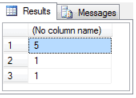 Results Messages
(No column name)
1 5
2 1
3 1